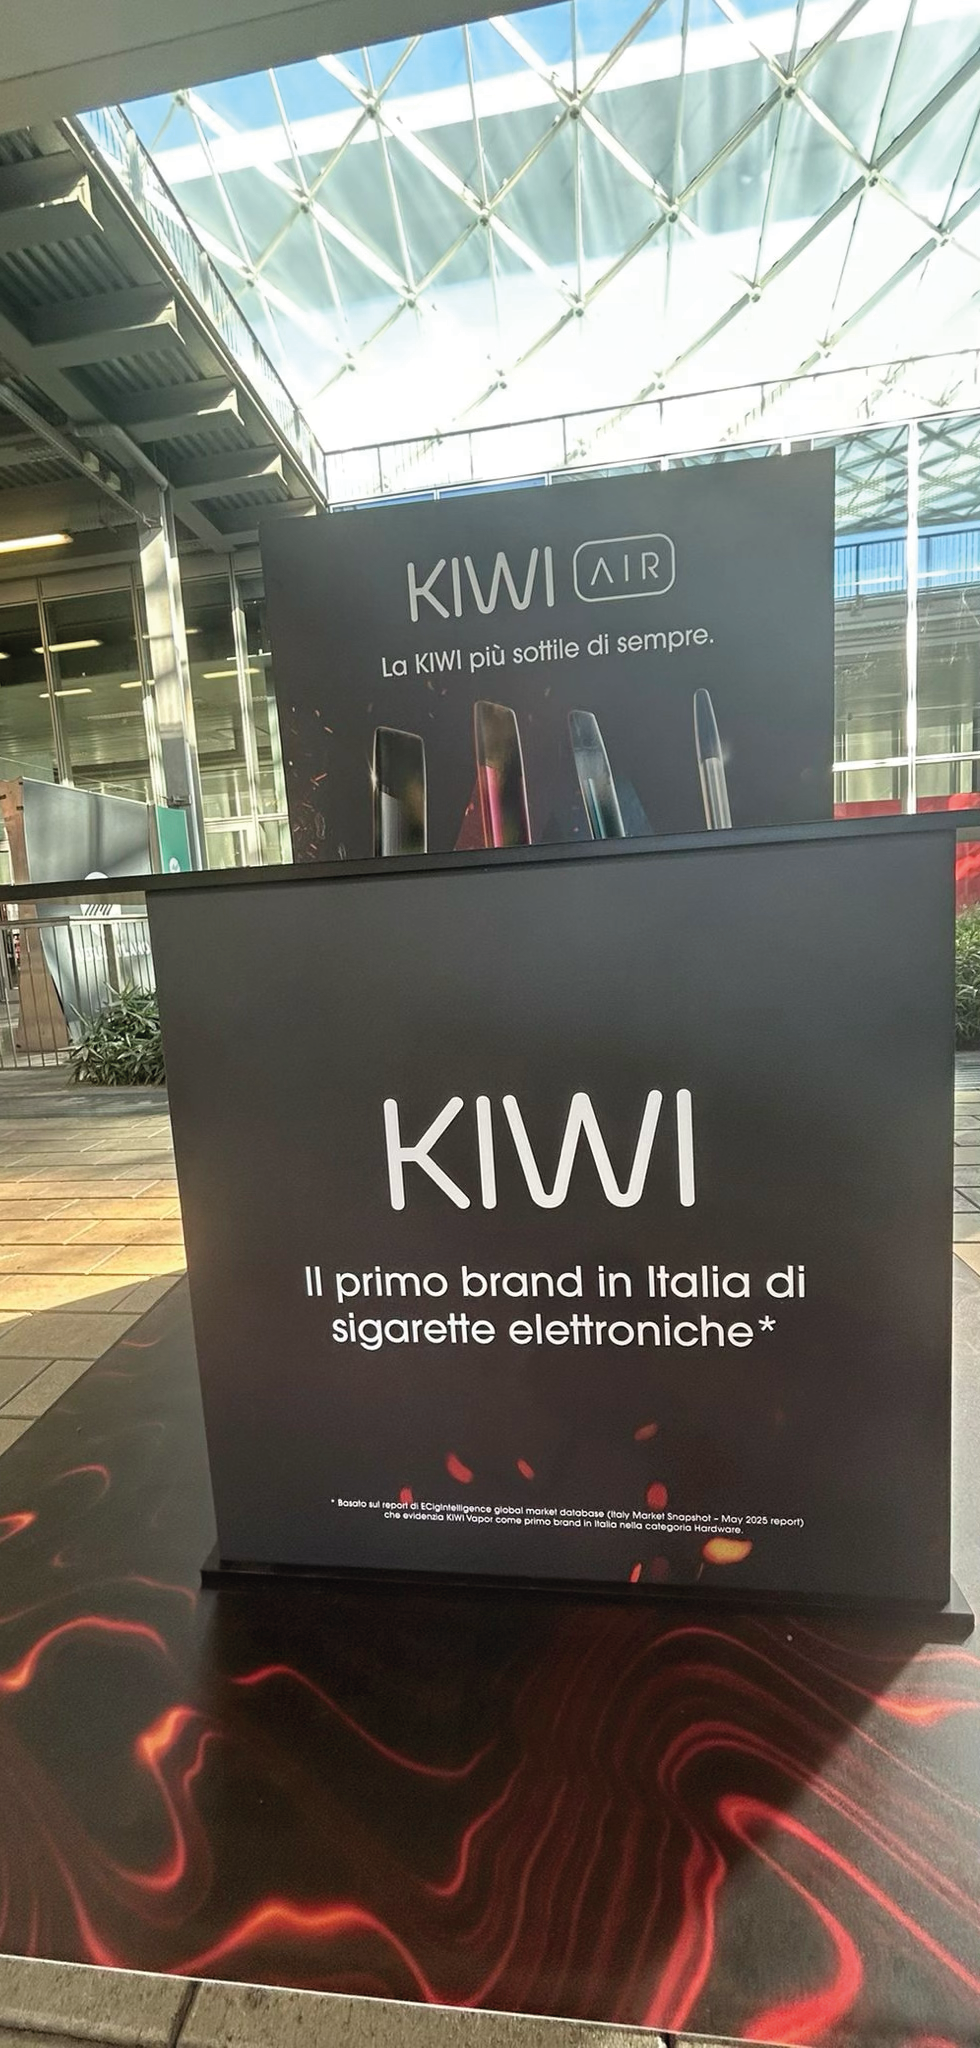 KIWI AIR
La KIWI più sottile di sempre.
KIWI
Il primo brand in Italia di
sigarette elettroniche*
* Basato sul report di ECigIntelligence global market database (Italy Market Snapshot - May 2025 report)
che evidenzia KIWI Vapor come primo brand in Italia nella categoria Hardware.